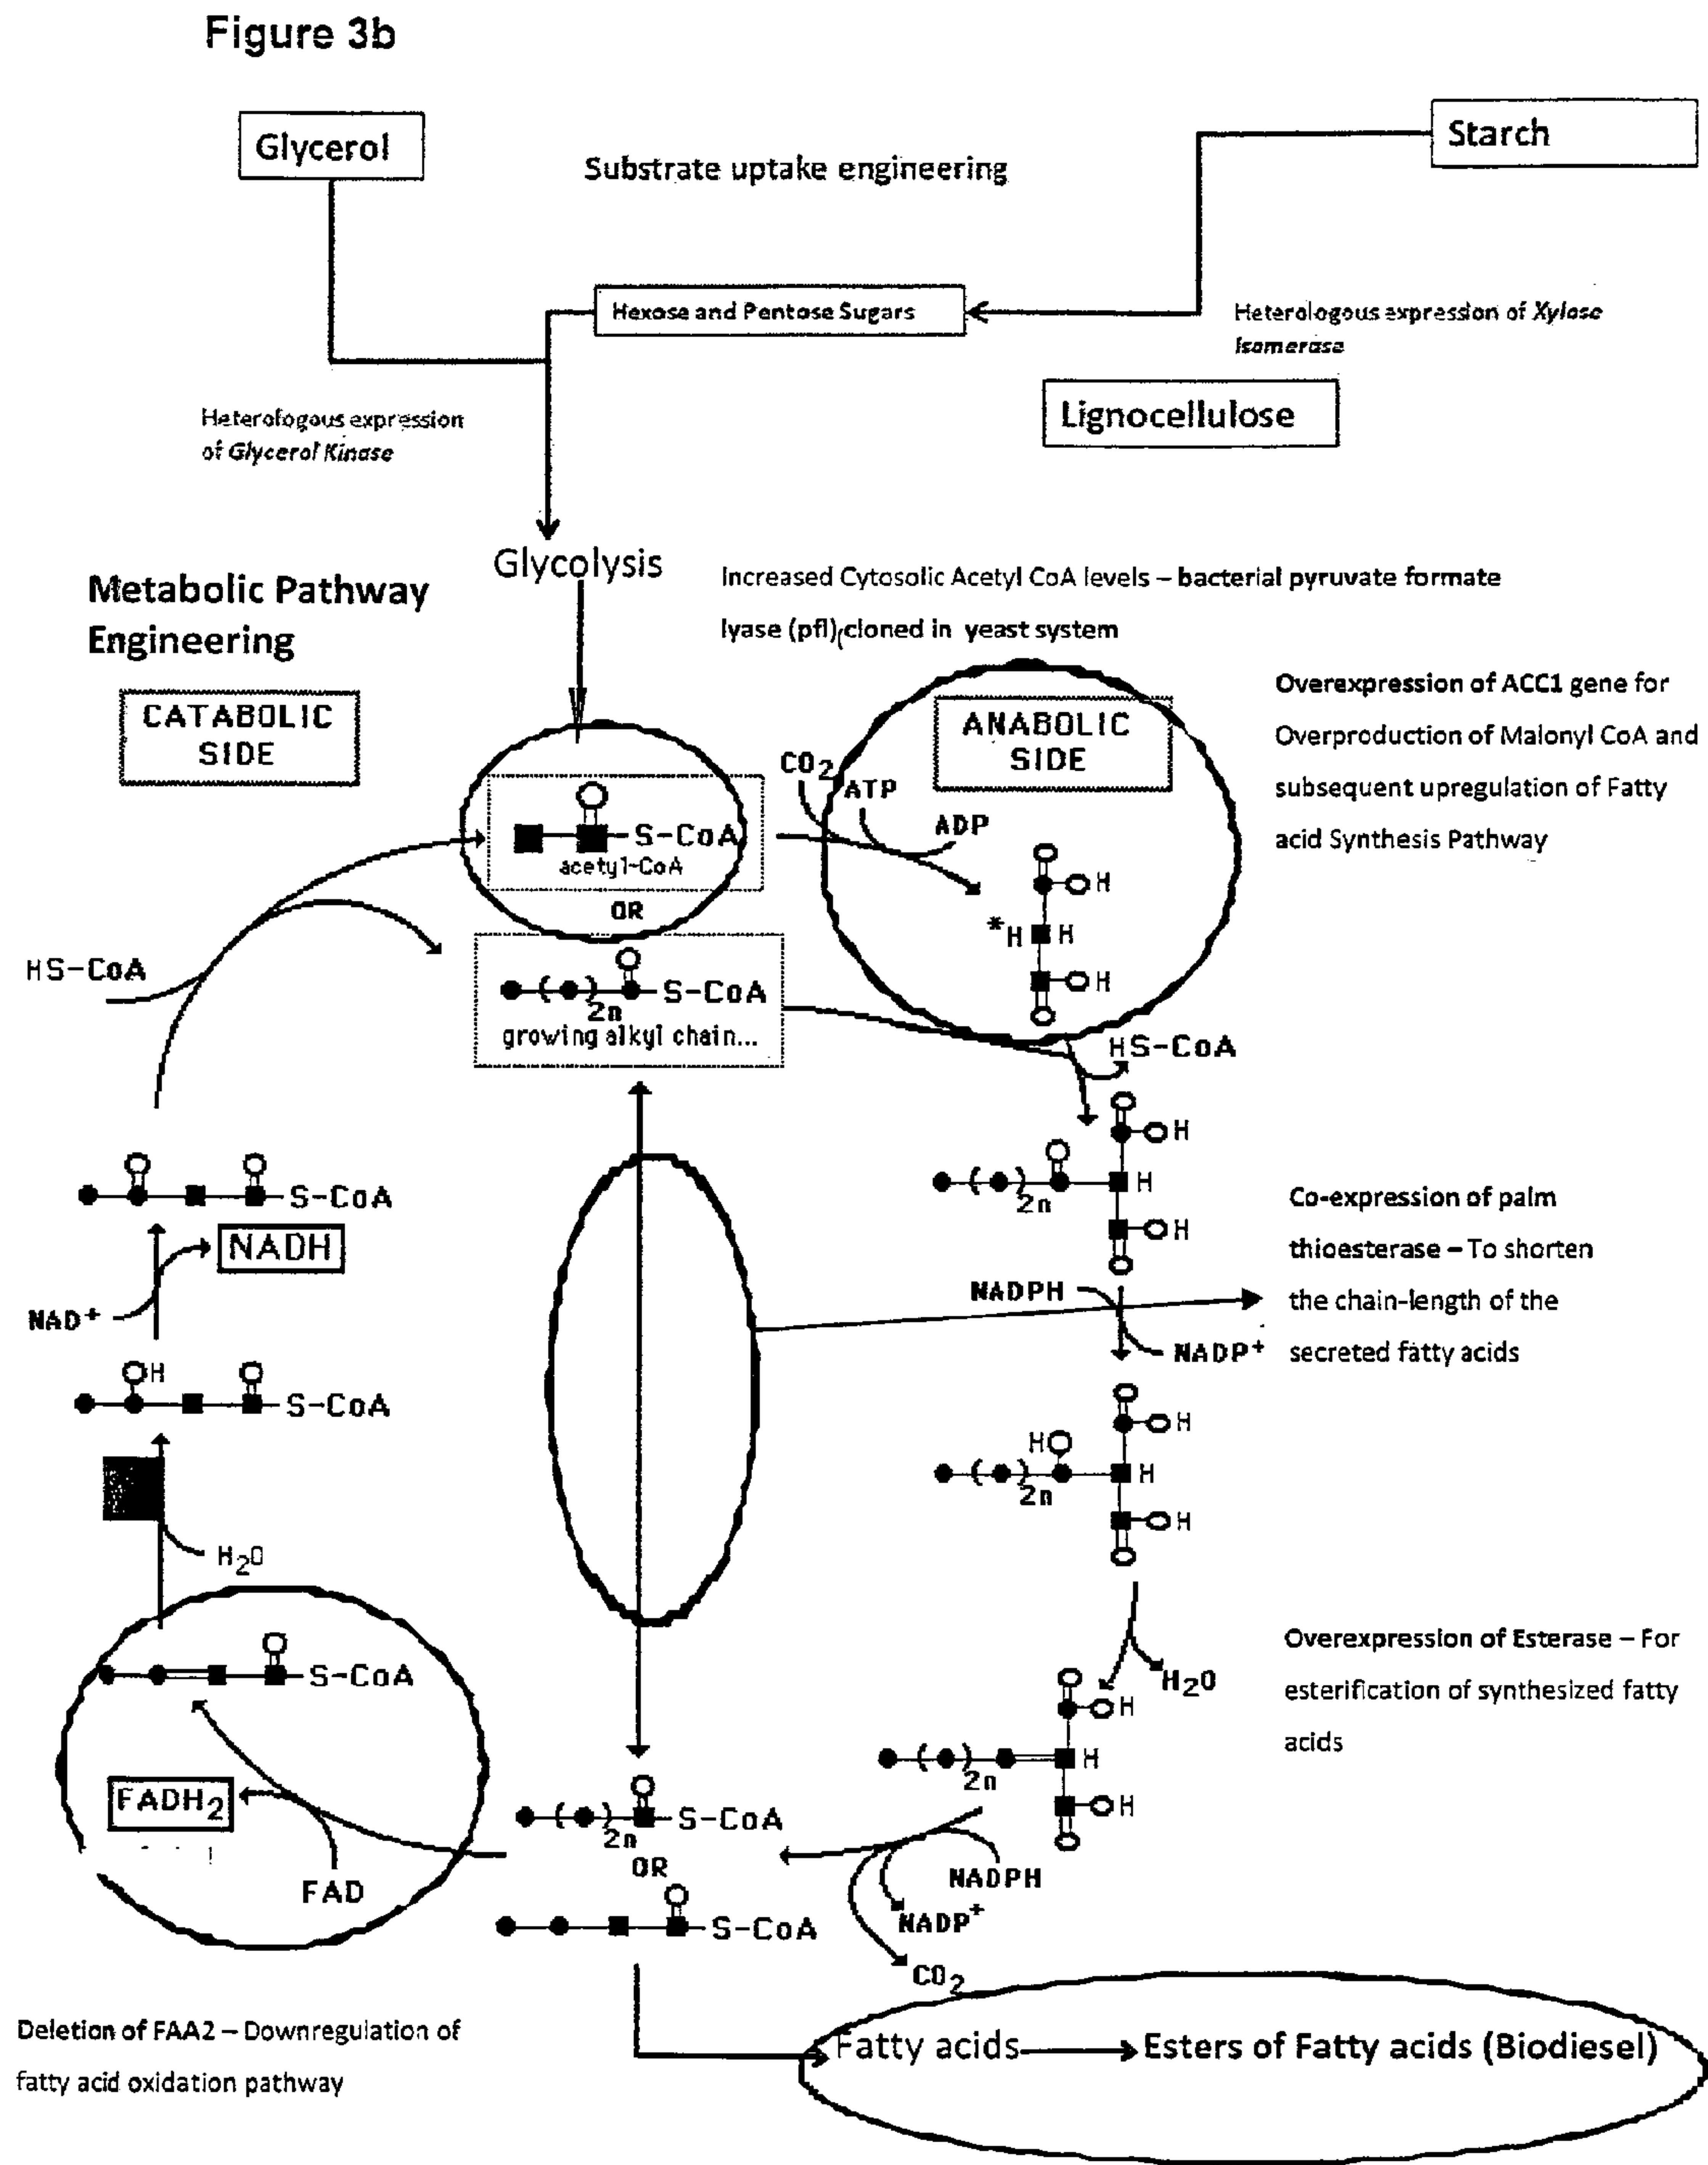 Figure 3b
Glycerol
Starch
Substrate uptake engineering
Hexose and Pentose Sugars
Heterologous expression of Xylose
Isomerase
Lignocellulose
Heterologous expression
of Glycerol Kinase
Glycolysis
Increased Cytosolic Acetyl CoA levels – bacterial pyruvate formate
lyase (pfl)(cloned in yeast system
Metabolic Pathway
Engineering
CATABOLIC
SIDE
ANABOLIC
SIDE
Overexpression of ACC1 gene for
Overproduction of Malonyl CoA and
subsequent upregulation of Fatty
acid Synthesis Pathway
CO2
ATP
ADP
S-CoA
acetyl-CoA
OR
O H
*H H
O H
HS-CoA
( )2n S-CoA
growing alkyl chain...
HS-CoA
O H
( )2n H
O H
S-CoA
NADH
NAD+
Co-expression of palm
thioesterase – To shorten
the chain-length of the
secreted fatty acids
NADPH
NADP+
OH
S-CoA
O H
HO
( )2n H
O H
H2O
S-CoA
H2O
Overexpression of Esterase – For
esterification of synthesized fatty
acids
O H
( )2n H
O H
FADH2
FAD
( )2n S-CoA
OR
S-CoA
NADPH
NADP+
CO2
Deletion of FAA2 – Downregulation of
fatty acid oxidation pathway
Fatty acids
Esters of Fatty acids (Biodiesel)